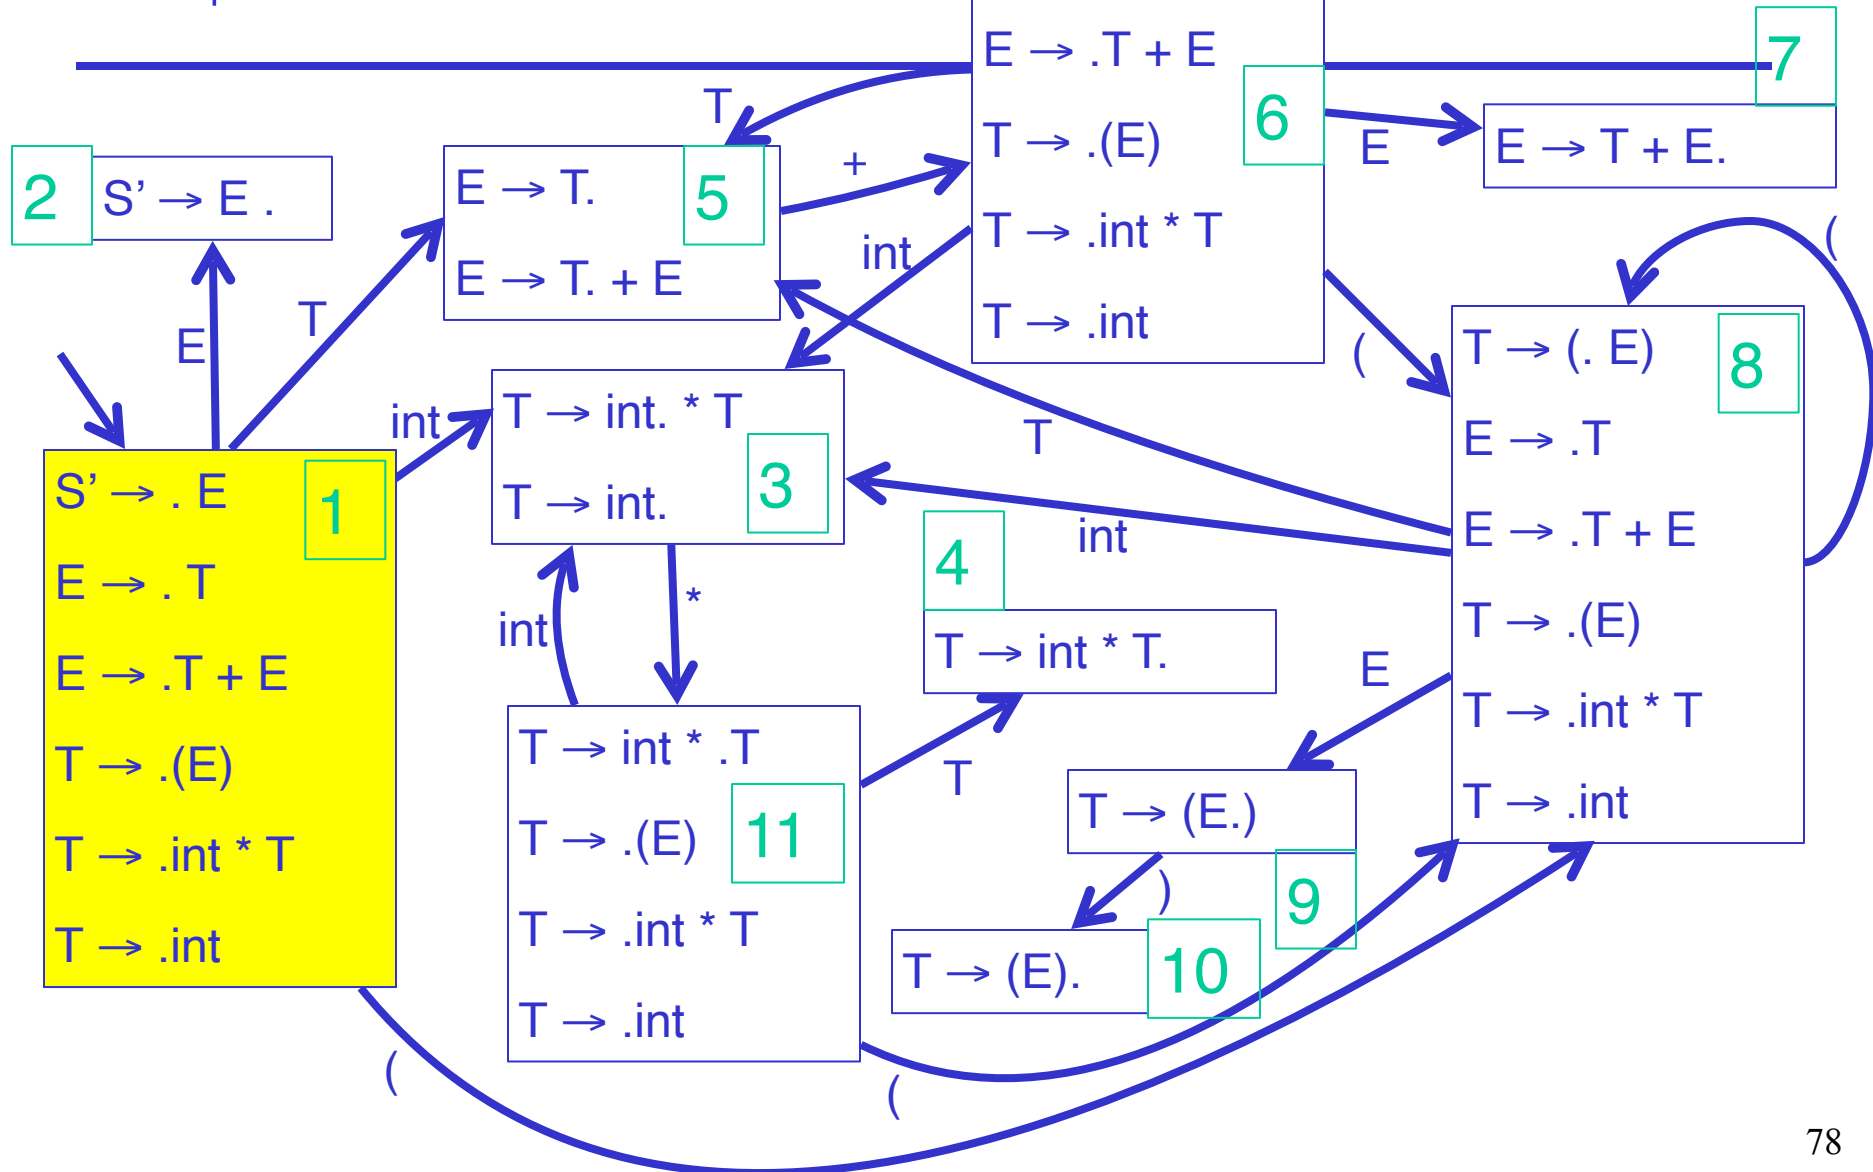 E → .T + E
T → .(E)
T → .int * T
T → .int
6
7
E → T + E.
E
2
S’ → E .
T
E → T.
E → T. + E
5
+
int
(
(
E
T
int
T → int. * T
T → int.
3
T
int
T → (. E)
E → .T
E → .T + E
T → .(E)
T → .int * T
T → .int
8
S’ → . E
E → . T
E → .T + E
T → .(E)
T → .int * T
T → .int
1
int
*
4
T → int * T.
T
E
T → int * .T
T → .(E)
T → .int * T
T → .int
11
T → (E.)
9
)
T → (E).
10
(
(
78